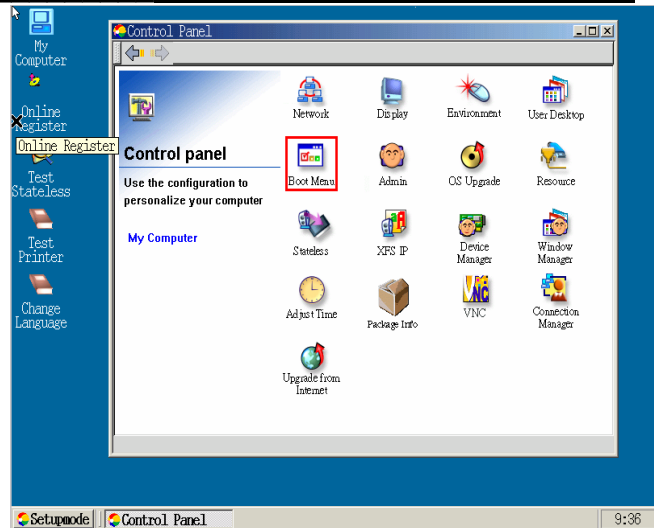 My
Computer
Online
Register
Online Register
Test
Stateless
Test
Printer
Change
Language
Control Panel
Control panel
Use the configuration to
personalize your computer
My Computer
Network
Display
Environment
User Desktop
Boot Menu
Admin
OS Upgrade
Resource
Stateless
XFS IP
Device
Manager
Window
Manager
Adjust Time
Package Info
VNC
VNC
Connection
Manager
Upgrade from
Internet
Setupmode
Control Panel
9:36